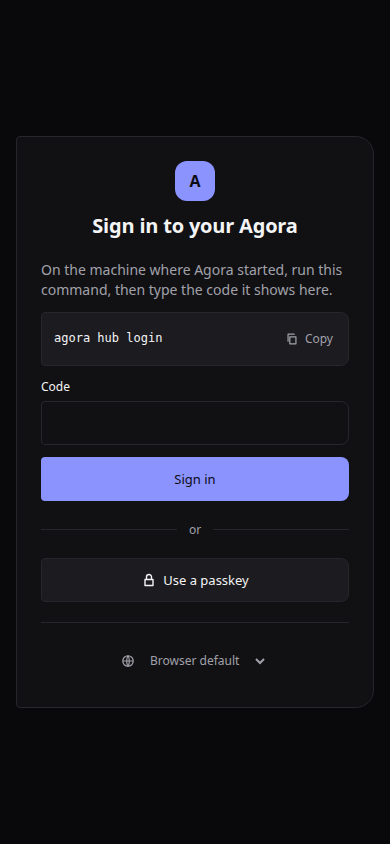 A
Sign in to your Agora
On the machine where Agora started, run this
command, then type the code it shows here.
agora hub login
Copy
Code
Sign in
or
Use a passkey
Browser default